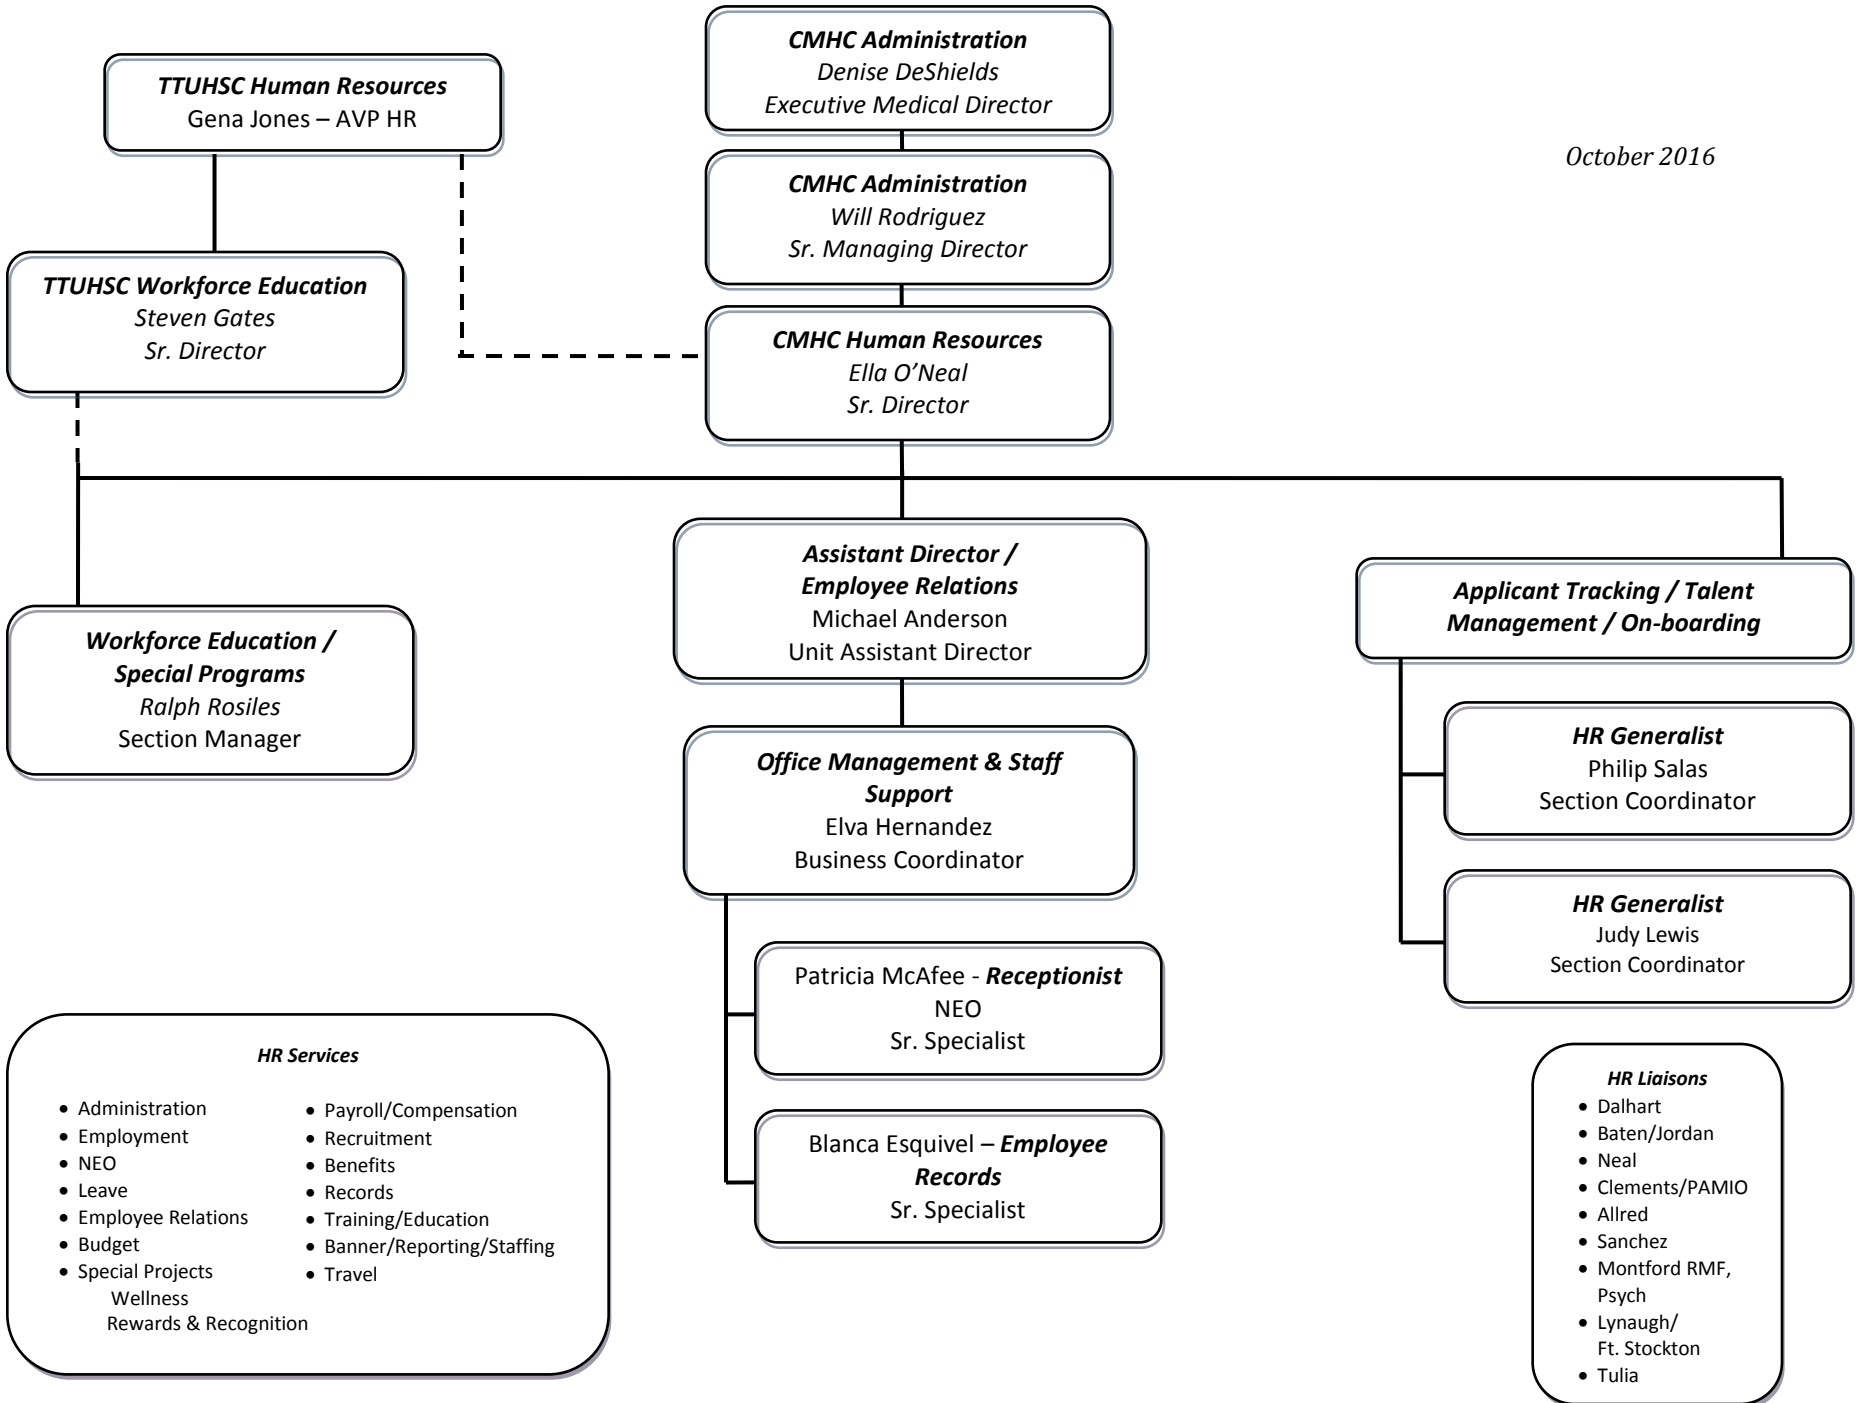 CMHC Administration
Denise DeShields
Executive Medical Director
TTUHSC Human Resources
Gena Jones – AVP HR
October 2016
CMHC Administration
Will Rodriguez
Sr. Managing Director
TTUHSC Workforce Education
Steven Gates
Sr. Director
CMHC Human Resources
Ella O’Neal
Sr. Director
Workforce Education /
Special Programs
Ralph Rosiles
Section Manager
Assistant Director /
Employee Relations
Michael Anderson
Unit Assistant Director
Office Management & Staff
Support
Elva Hernandez
Business Coordinator
Patricia McAfee - Receptionist
NEO
Sr. Specialist
Blanca Esquivel – Employee
Records
Sr. Specialist
Applicant Tracking / Talent
Management / On-boarding
HR Generalist
Philip Salas
Section Coordinator
HR Generalist
Judy Lewis
Section Coordinator
HR Services
• Administration
• Employment
• NEO
• Leave
• Employee Relations
• Budget
• Special Projects
Wellness
Rewards & Recognition
• Payroll/Compensation
• Recruitment
• Benefits
• Records
• Training/Education
• Banner/Reporting/Staffing
• Travel
HR Liaisons
• Dalhart
• Baten/Jordan
• Neal
• Clements/PAMIO
• Allred
• Sanchez
• Montford RMF,
Psych
• Lynaugh/
Ft. Stockton
• Tulia